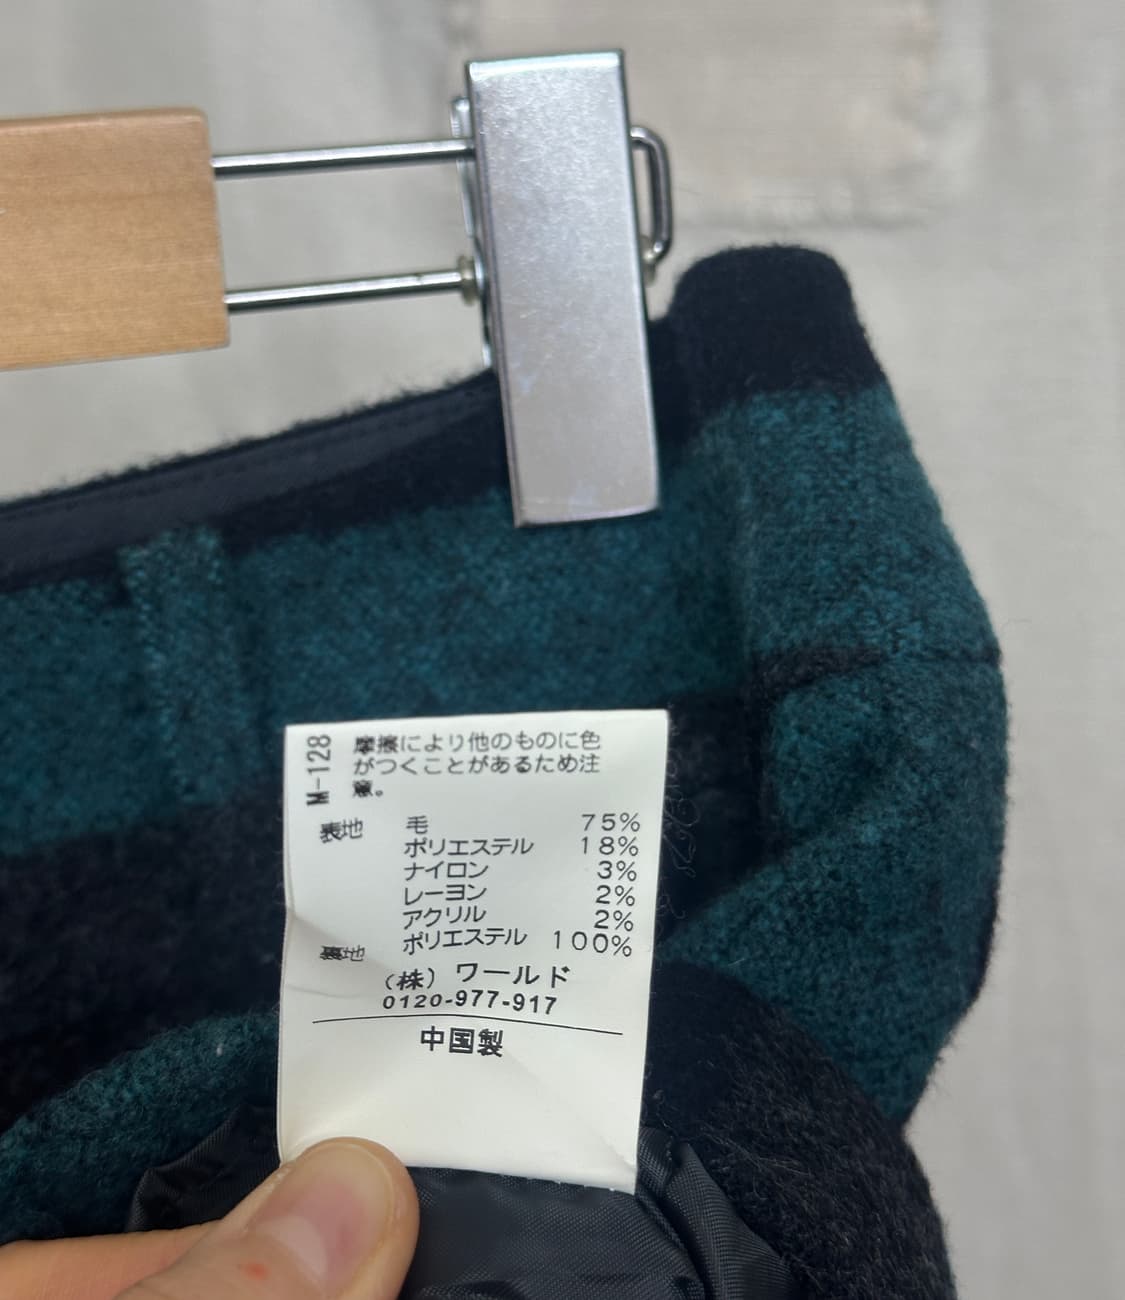 M-128
摩擦により他のものに色
がつくことがあるため注
意。
表地 毛 75%
ポリエステル 18%
ナイロン 3%
レーヨン 2%
アクリル 2%
裏地 ポリエステル 100%
(株) ワールド
0120-977-917
中国製